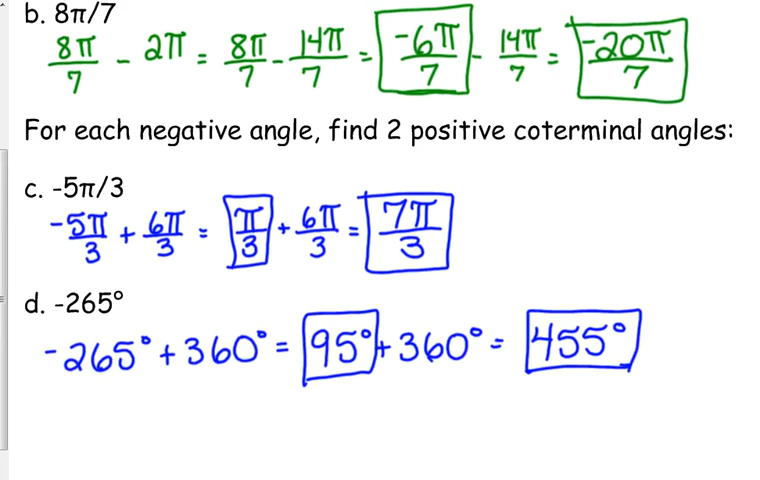 b. 8π/7
8π/7 - 2π = 8π/7 - 14π/7 = -6π/7 - 14π/7 = -20π/7
For each negative angle, find 2 positive coterminal angles:
c. -5π/3
-5π/3 + 6π/3 = π/3 + 6π/3 = 7π/3
d. -265°
-265° + 360° = 95° + 360° = 455°